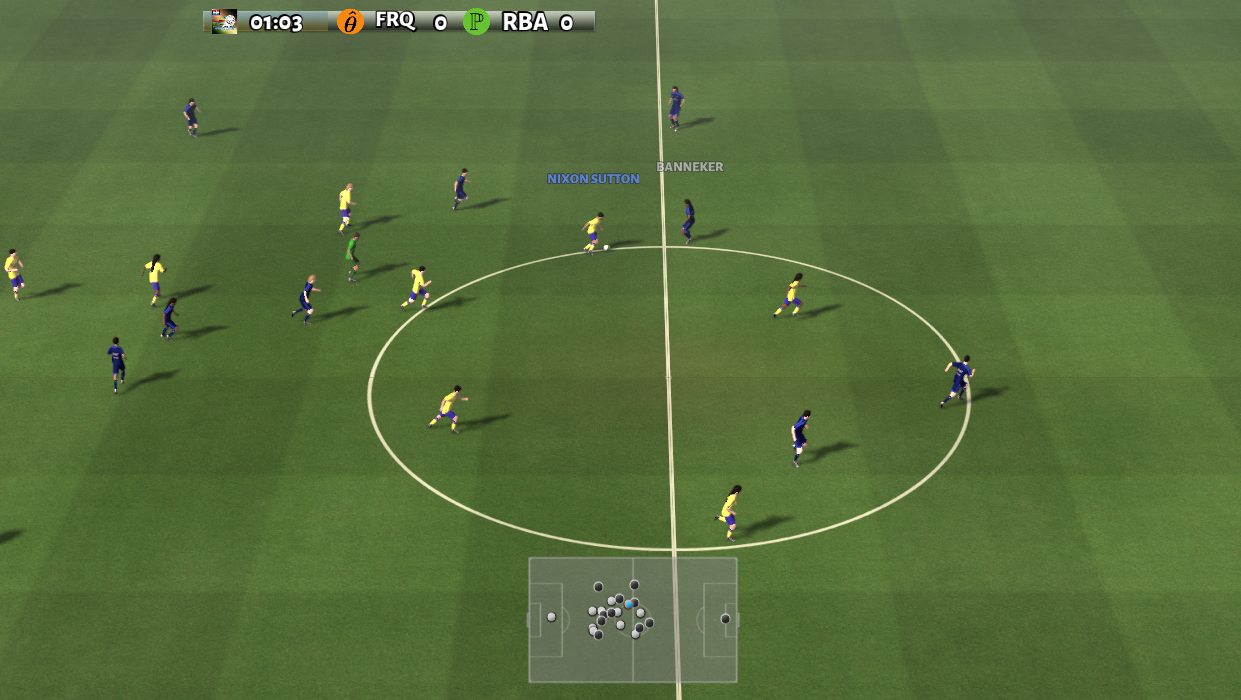 01:03 θ̂ FRQ 0 ℙ RBA 0
BANNEKER
NIXON SUTTON